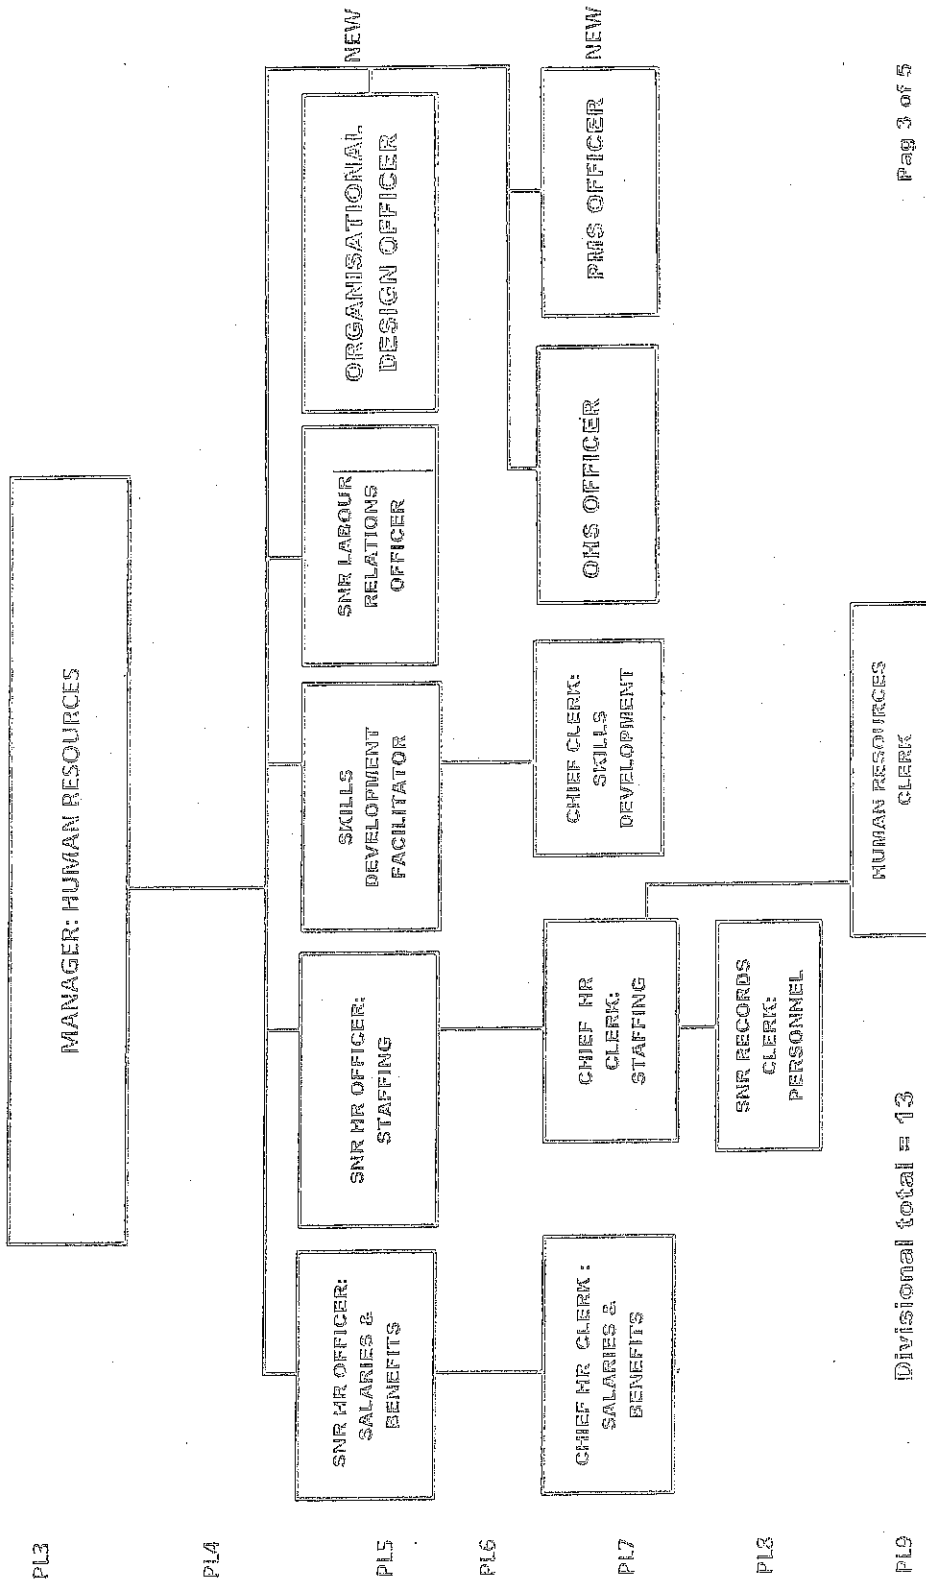 MANAGER: HUMAN RESOURCES
PL3
PL4
SNR HR OFFICER:
SALARIES &
BENEFITS
SNR HR OFFICER:
STAFFING
SKILLS
DEVELOPMENT
FACILITATOR
SNR LABOUR
RELATIONS
OFFICER
ORGANISATIONAL
DESIGN OFFICER
NEW
PL5
PL6
CHIEF HR CLERK :
SALARIES &
BENEFITS
CHIEF HR
CLERK:
STAFFING
CHIEF CLERK:
SKILLS
DEVELOPMENT
OHS OFFICER
PMS OFFICER
NEW
PL7
SNR RECORDS
CLERK:
PERSONNEL
PL8
HUMAN RESOURCES
CLERK
PL9
Divisional total = 13
Pag 3 of 5